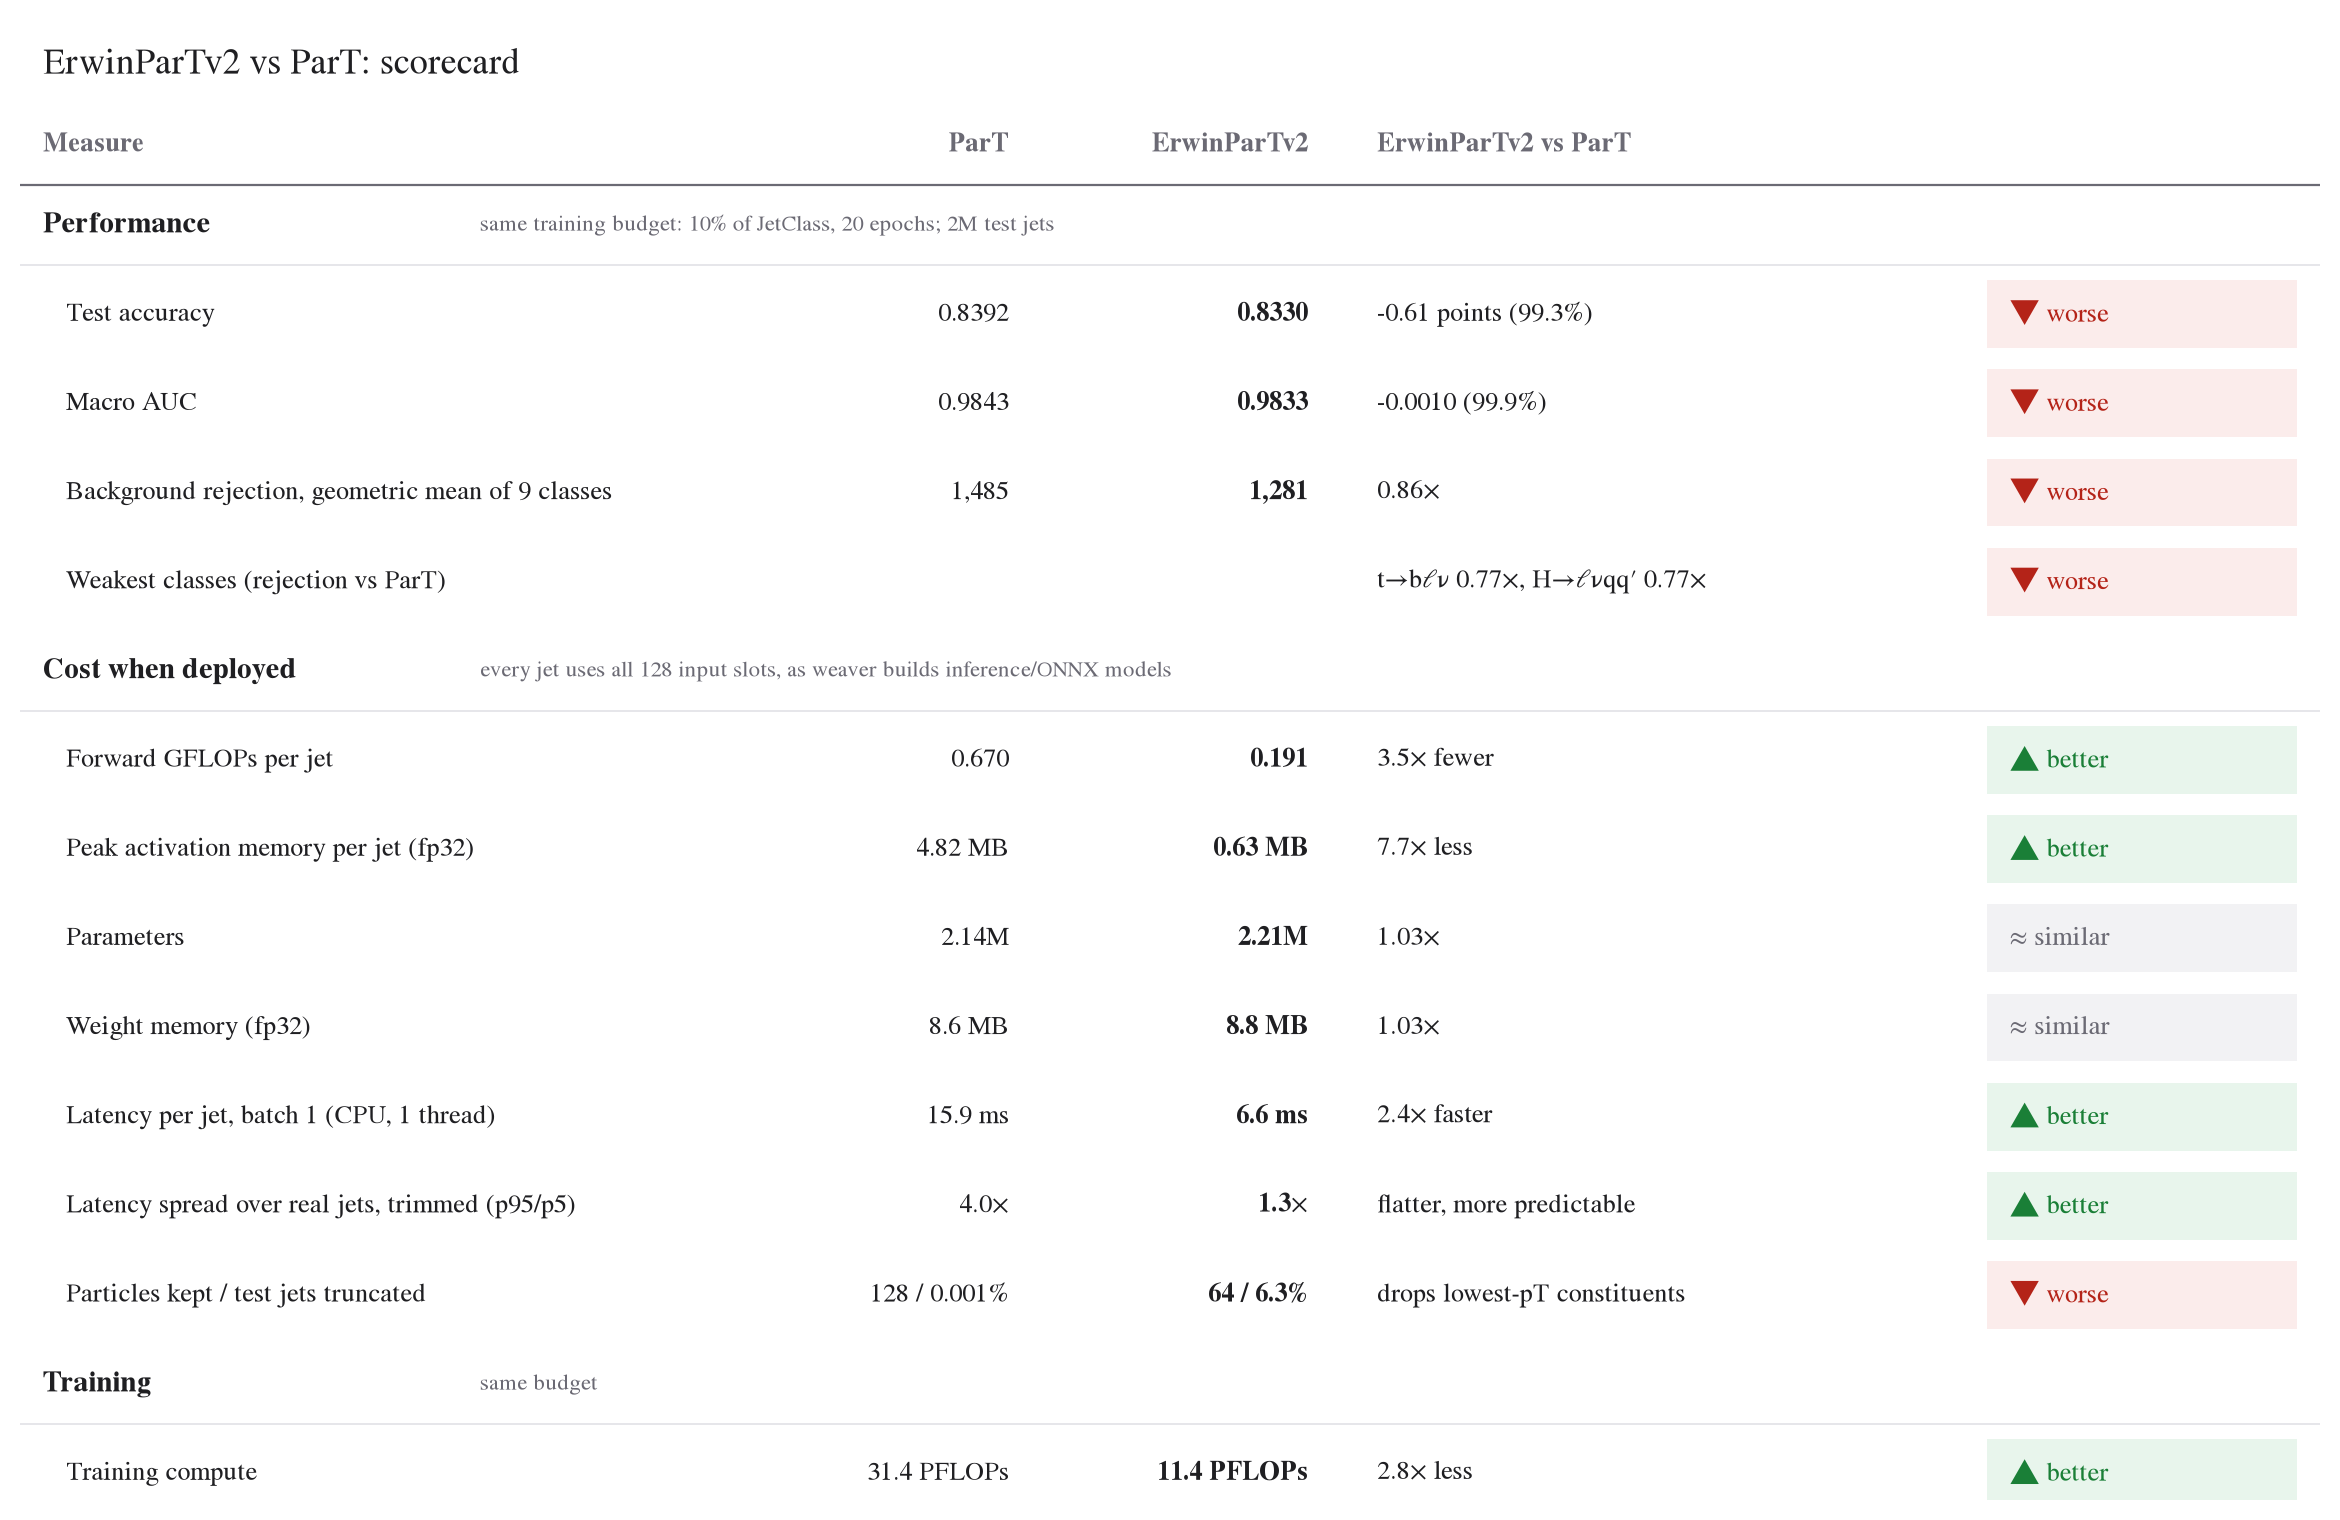 ErwinParTv2 vs ParT: scorecard
Measure ParT ErwinParTv2 ErwinParTv2 vs ParT
Performance same training budget: 10% of JetClass, 20 epochs; 2M test jets
Test accuracy 0.8392 0.8330 -0.61 points (99.3%) ▼ worse
Macro AUC 0.9843 0.9833 -0.0010 (99.9%) ▼ worse
Background rejection, geometric mean of 9 classes 1,485 1,281 0.86× ▼ worse
Weakest classes (rejection vs ParT) t→bℓν 0.77×, H→ℓνqq′ 0.77× ▼ worse
Cost when deployed every jet uses all 128 input slots, as weaver builds inference/ONNX models
Forward GFLOPs per jet 0.670 0.191 3.5× fewer ▲ better
Peak activation memory per jet (fp32) 4.82 MB 0.63 MB 7.7× less ▲ better
Parameters 2.14M 2.21M 1.03× ≈ similar
Weight memory (fp32) 8.6 MB 8.8 MB 1.03× ≈ similar
Latency per jet, batch 1 (CPU, 1 thread) 15.9 ms 6.6 ms 2.4× faster ▲ better
Latency spread over real jets, trimmed (p95/p5) 4.0× 1.3× flatter, more predictable ▲ better
Particles kept / test jets truncated 128 / 0.001% 64 / 6.3% drops lowest-pT constituents ▼ worse
Training same budget
Training compute 31.4 PFLOPs 11.4 PFLOPs 2.8× less ▲ better